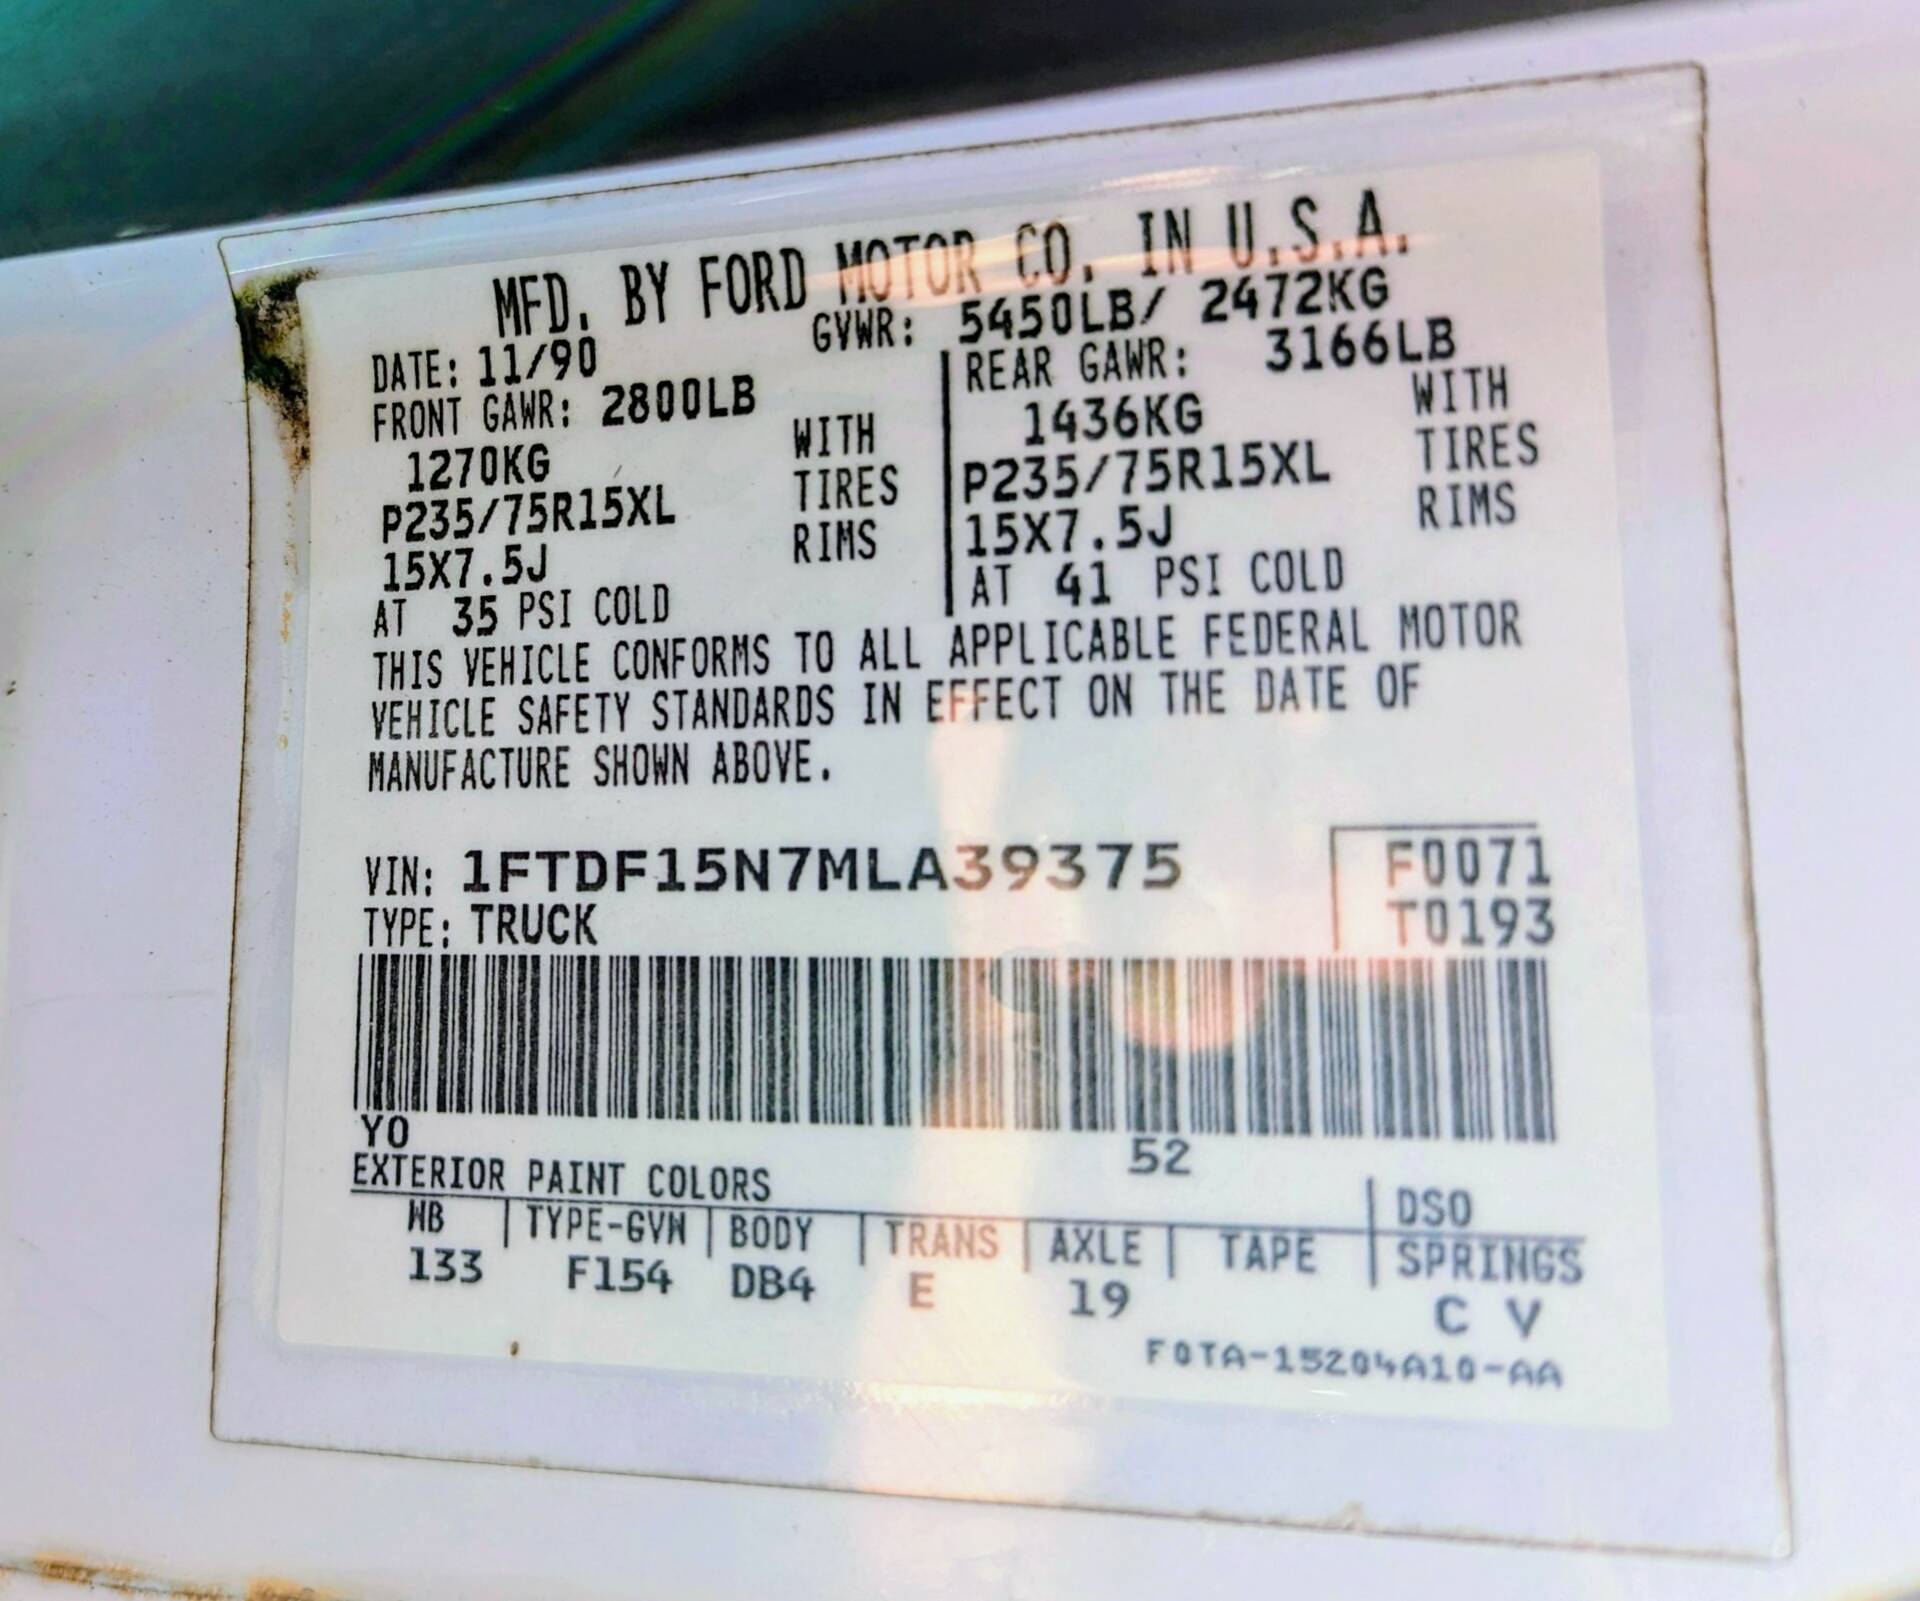 MFD. BY FORD MOTOR CO. IN U.S.A.
DATE: 11/90 GVWR: 5450LB/ 2472KG
FRONT GAWR: 2800LB
1270KG WITH
P235/75R15XL TIRES
15X7.5J RIMS
AT 35 PSI COLD
REAR GAWR: 3166LB
1436KG WITH
P235/75R15XL TIRES
15X7.5J RIMS
AT 41 PSI COLD
THIS VEHICLE CONFORMS TO ALL APPLICABLE FEDERAL MOTOR
VEHICLE SAFETY STANDARDS IN EFFECT ON THE DATE OF
MANUFACTURE SHOWN ABOVE.
VIN: 1FTDF15N7MLA39375 F0071
TYPE: TRUCK T0193
YO 52
EXTERIOR PAINT COLORS DSO
WB TYPE-GVW BODY TRANS AXLE TAPE SPRINGS
133 F154 DB4 E 19 C V
F0TA-15204A10-AA